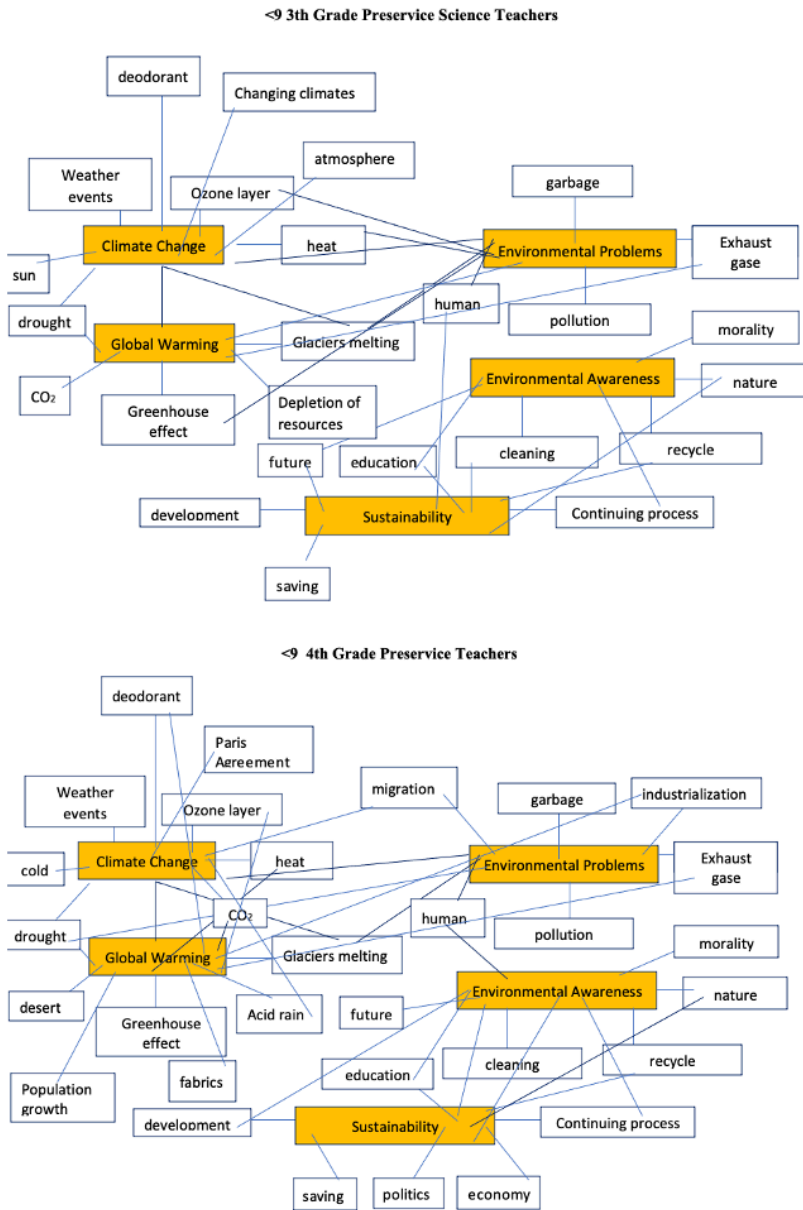 <9 3th Grade Preservice Science Teachers
deodorant
Changing climates
atmosphere
Weather
events
Ozone layer
garbage
Climate Change
heat
Environmental Problems
Exhaust
gase
sun
human
drought
pollution
morality
Global Warming
Glaciers melting
Environmental Awareness
nature
CO₂
Greenhouse
effect
Depletion of
resources
future
education
cleaning
recycle
development
Sustainability
Continuing process
saving
<9 4th Grade Preservice Teachers
deodorant
Paris
Agreement
Weather
events
migration
garbage
industrialization
Ozone layer
Climate Change
heat
Environmental Problems
Exhaust
gase
cold
CO₂
human
drought
pollution
Global Warming
Glaciers melting
morality
desert
Acid rain
future
Environmental Awareness
nature
Greenhouse
effect
Population
growth
fabrics
education
cleaning
recycle
development
Sustainability
Continuing process
saving
politics
economy